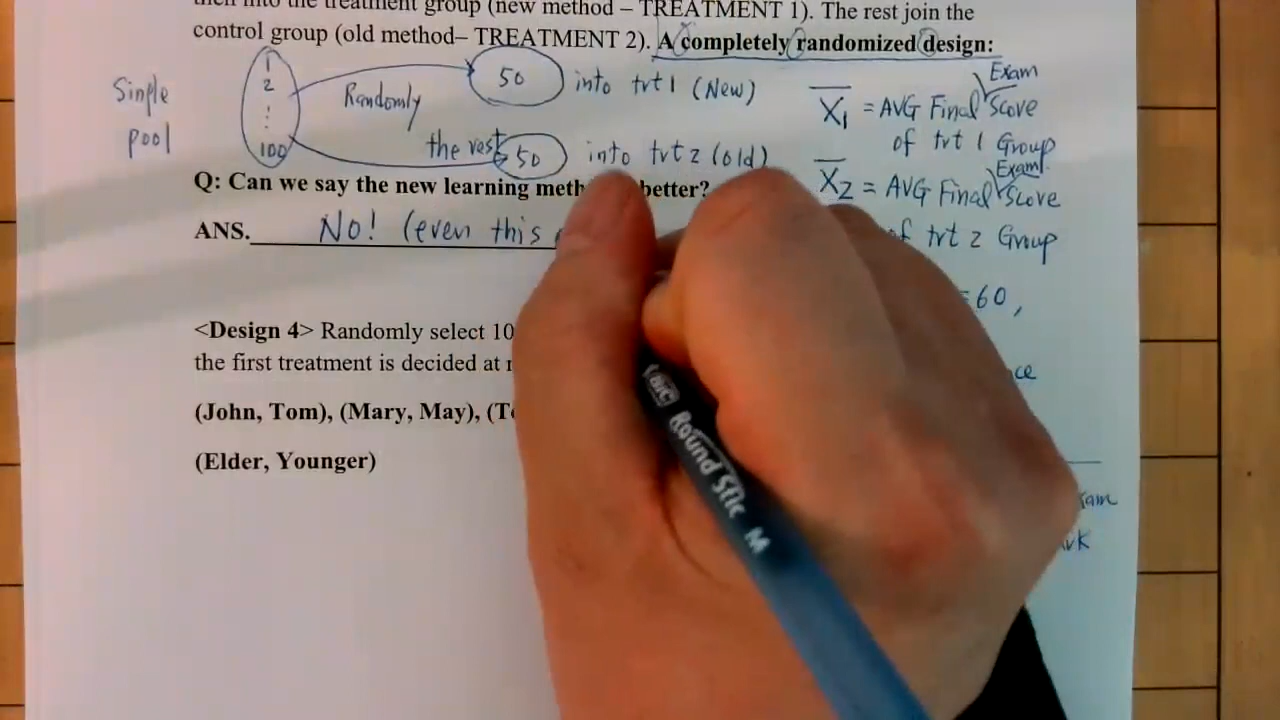 then into the treatment group (new method – TREATMENT 1). The rest join the
control group (old method– TREATMENT 2). A completely randomized design:
Single
pool
1
2
:
100
Randomly
50 into trt 1 (New)
the rest 50 into trt 2 (old)
X1 = AVG Final Exam Score
of trt 1 Group
X2 = AVG Final Exam Score
of trt 2 Group
Q: Can we say the new learning better?
ANS. No! (even this
=60,
<Design 4> Randomly select 10
the first treatment is decided at
(John, Tom), (Mary, May),
(Elder, Younger)
BIC Round Stic M